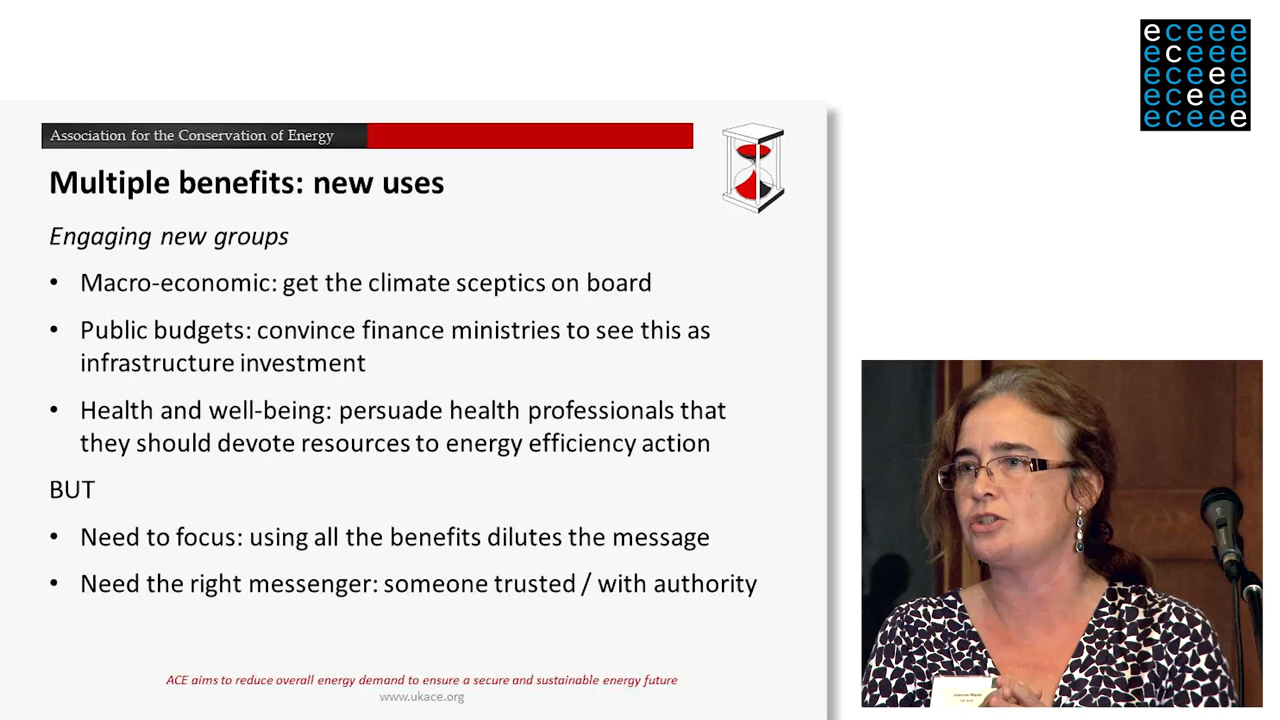 eceee
eceee
eceee
eceee
eceee
Association for the Conservation of Energy
Multiple benefits: new uses
Engaging new groups
• Macro-economic: get the climate sceptics on board
• Public budgets: convince finance ministries to see this as
infrastructure investment
• Health and well-being: persuade health professionals that
they should devote resources to energy efficiency action
BUT
• Need to focus: using all the benefits dilutes the message
• Need the right messenger: someone trusted / with authority
ACE aims to reduce overall energy demand to ensure a secure and sustainable energy future
www.ukace.org
Joanne Wade